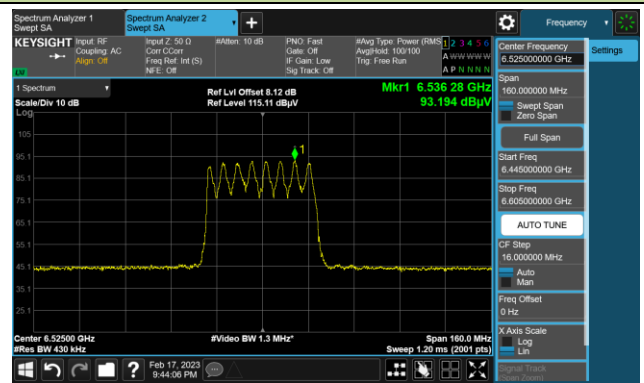 Spectrum Analyzer 1
Swept SA
Spectrum Analyzer 2
Swept SA
Frequency
KEYSIGHT
Input: RF
Coupling: AC
Align: Off
Input Z: 50 Ω
Corr CCorr
Freq Ref: Int (S)
NFE: Off
#Atten: 10 dB
PNO: Fast
Gate: Off
IF Gain: Low
Sig Track: Off
#Avg Type: Power (RMS
Avg|Hold: 100/100
Trig: Free Run
1 2 3 4 5 6
A W W W W W
A P N N N N
LW
Center Frequency
6.525000000 GHz
Settings
Span
160.000000 MHz
Swept Span
Zero Span
Full Span
Start Freq
6.445000000 GHz
Stop Freq
6.605000000 GHz
AUTO TUNE
CF Step
16.000000 MHz
Auto
Man
Freq Offset
0 Hz
X Axis Scale
Log
Lin
Signal Track
(Span Zoom)
1 Spectrum
Scale/Div 10 dB
Log
Ref Lvl Offset 8.12 dB
Ref Level 115.11 dBµV
Mkr1 6.536 28 GHz
93.194 dBµV
1
105
95.1
85.1
75.1
65.1
55.1
45.1
35.1
25.1
Center 6.52500 GHz
#Res BW 430 kHz
#Video BW 1.3 MHz*
Span 160.0 MHz
Sweep 1.20 ms (2001 pts)
?
Feb 17, 2023
9:44:06 PM